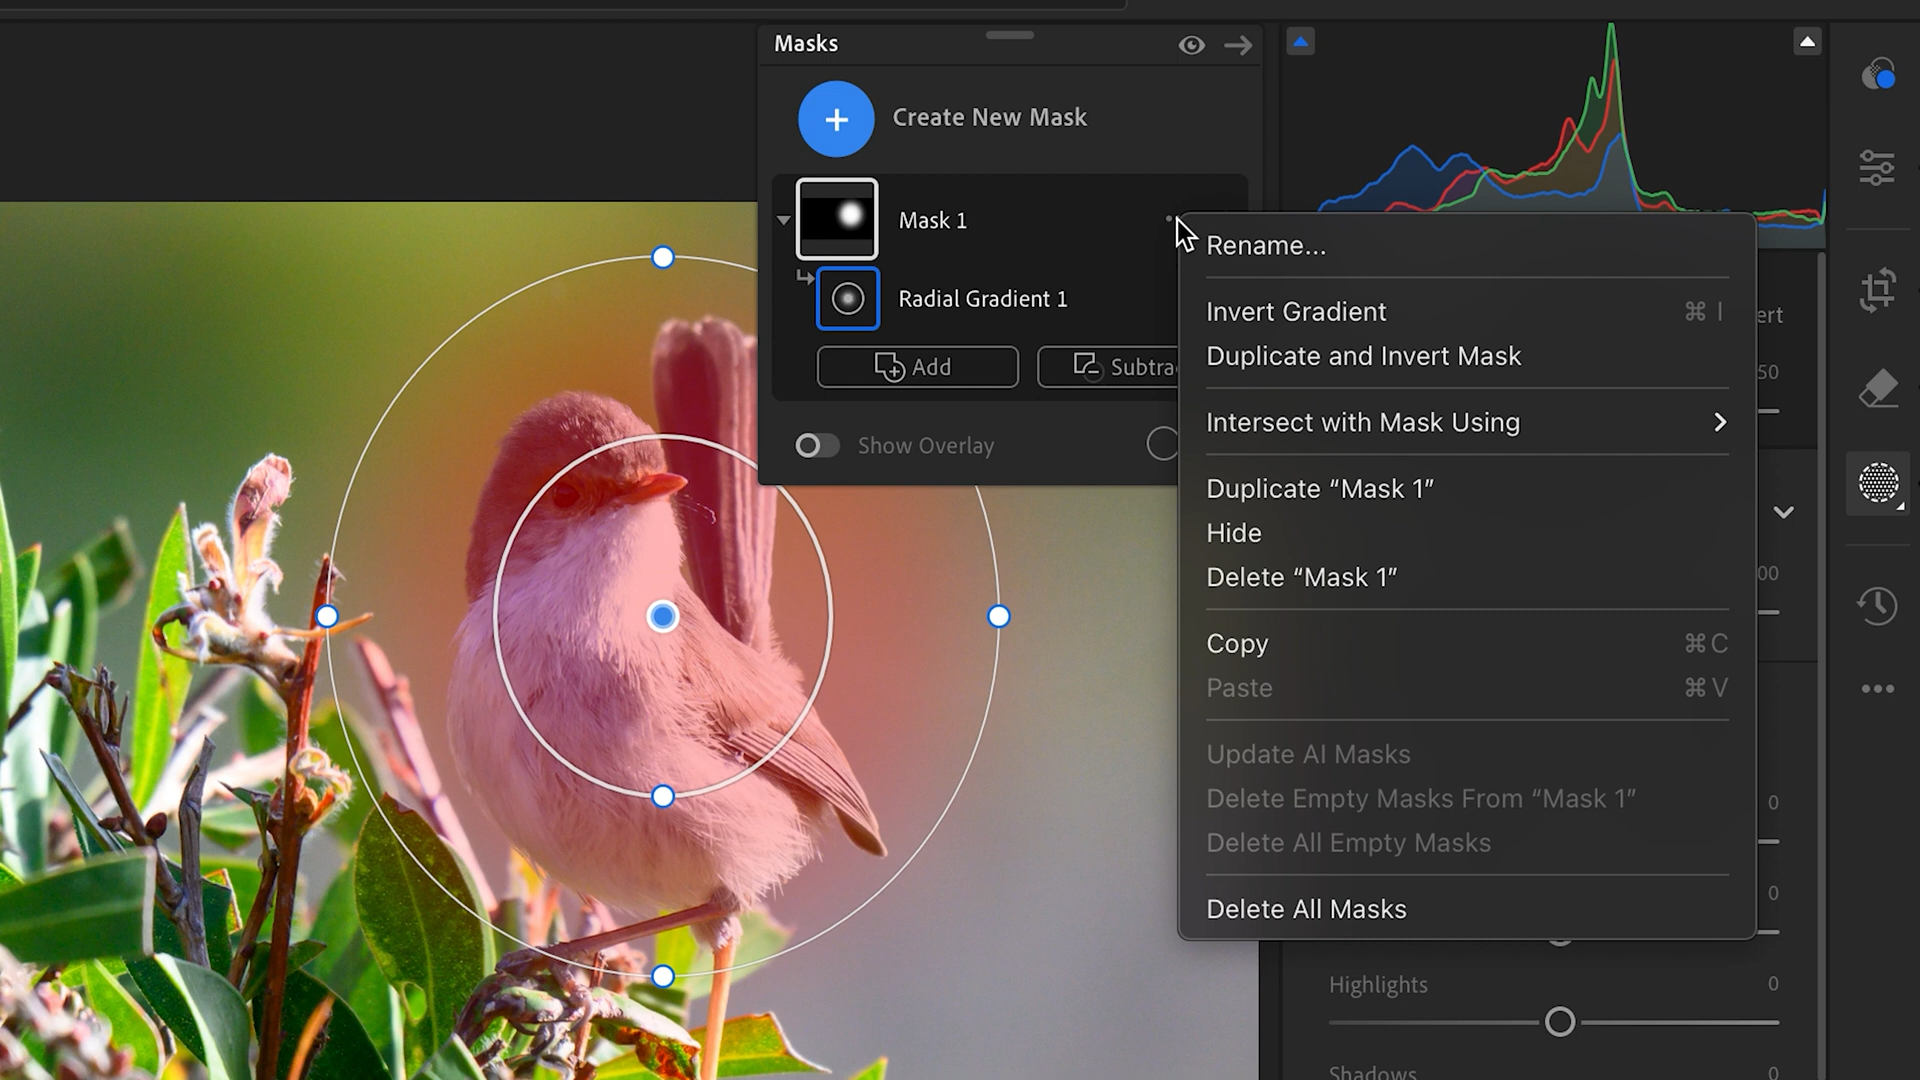 Masks
Create New Mask
Mask 1
Radial Gradient 1
Add
Subtra
Show Overlay
Rename...
Invert Gradient ⌘ I
Duplicate and Invert Mask
Intersect with Mask Using
Duplicate “Mask 1”
Hide
Delete “Mask 1”
Copy ⌘ C
Paste ⌘ V
Update AI Masks
Delete Empty Masks From “Mask 1”
Delete All Empty Masks
Delete All Masks
ert
50
00
0
0
Highlights 0
Shadows 0